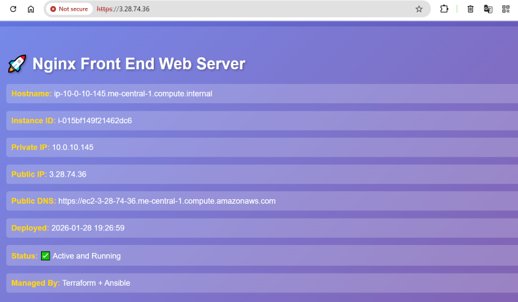 Not secure https://3.28.74.36
🚀 Nginx Front End Web Server
Hostname: ip-10-0-10-145.me-central-1.compute.internal
Instance ID: i-015bf149f21462dc6
Private IP: 10.0.10.145
Public IP: 3.28.74.36
Public DNS: https://ec2-3-28-74-36.me-central-1.compute.amazonaws.com
Deployed: 2026-01-28 19:26:59
Status: ✅ Active and Running
Managed By: Terraform + Ansible